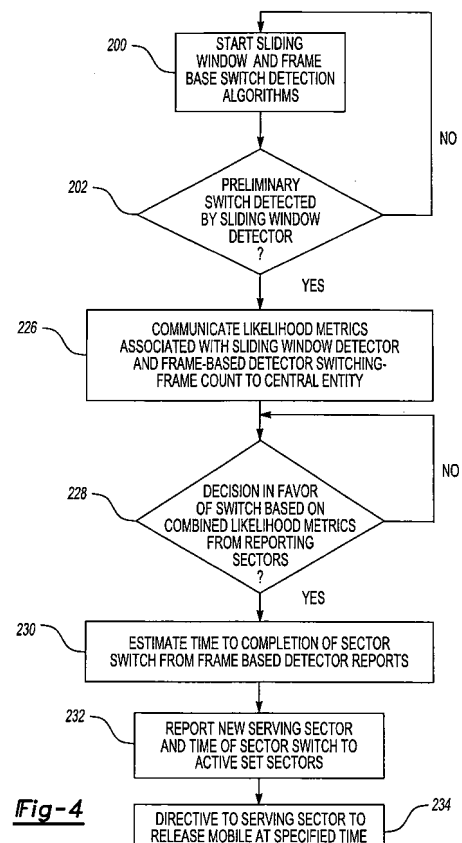 200
START SLIDING
WINDOW AND FRAME
BASE SWITCH DETECTION
ALGORITHMS
NO
202
PRELIMINARY
SWITCH DETECTED
BY SLIDING WINDOW
DETECTOR
?
YES
226
COMMUNICATE LIKELIHOOD METRICS
ASSOCIATED WITH SLIDING WINDOW DETECTOR
AND FRAME-BASED DETECTOR SWITCHING-
FRAME COUNT TO CENTRAL ENTITY
NO
228
DECISION IN FAVOR
OF SWITCH BASED ON
COMBINED LIKELIHOOD METRICS
FROM REPORTING
SECTORS
?
YES
230
ESTIMATE TIME TO COMPLETION OF SECTOR
SWITCH FROM FRAME BASED DETECTOR REPORTS
232
REPORT NEW SERVING SECTOR
AND TIME OF SECTOR SWITCH TO
ACTIVE SET SECTORS
234
DIRECTIVE TO SERVING SECTOR TO
RELEASE MOBILE AT SPECIFIED TIME
Fig-4